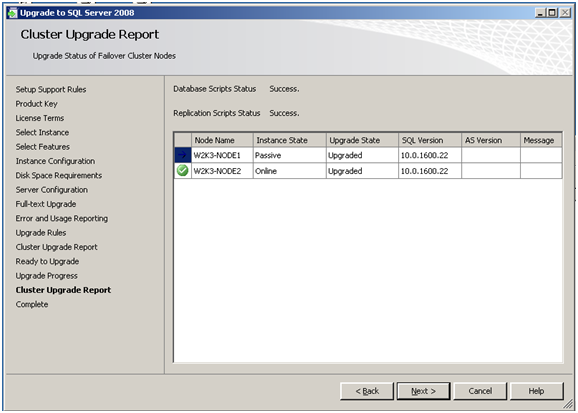 Upgrade to SQL Server 2008
Cluster Upgrade Report
Upgrade Status of Failover Cluster Nodes
Setup Support Rules
Product Key
License Terms
Select Instance
Select Features
Instance Configuration
Disk Space Requirements
Server Configuration
Full-text Upgrade
Error and Usage Reporting
Upgrade Rules
Cluster Upgrade Report
Ready to Upgrade
Upgrade Progress
Cluster Upgrade Report
Complete
Database Scripts Status Success.
Replication Scripts Status Success.
Node Name Instance State Upgrade State SQL Version AS Version Message
W2K3-NODE1 Passive Upgraded 10.0.1600.22
W2K3-NODE2 Online Upgraded 10.0.1600.22
< Back Next > Cancel Help